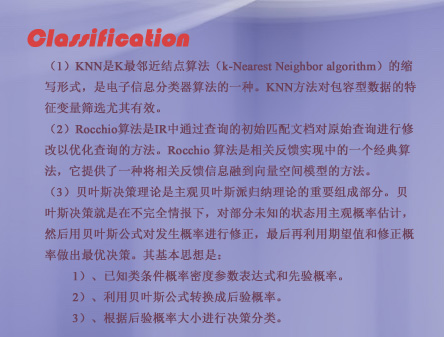 Classification
（1）KNN是K最邻近结点算法（k-Nearest Neighbor algorithm）的缩
写形式，是电子信息分类器算法的一种。KNN方法对包容型数据的特
征变量筛选尤其有效。
（2）Rocchio算法是IR中通过查询的初始匹配文档对原始查询进行修
改以优化查询的方法。Rocchio 算法是相关反馈实现中的一个经典算
法，它提供了一种将相关反馈信息融到向量空间模型的方法。
（3）贝叶斯决策理论是主观贝叶斯派归纳理论的重要组成部分。贝
叶斯决策就是在不完全情报下，对部分未知的状态用主观概率估计，
然后用贝叶斯公式对发生概率进行修正，最后再利用期望值和修正概
率做出最优决策。其基本思想是：
1）、已知类条件概率密度参数表达式和先验概率。
2）、利用贝叶斯公式转换成后验概率。
3）、根据后验概率大小进行决策分类。